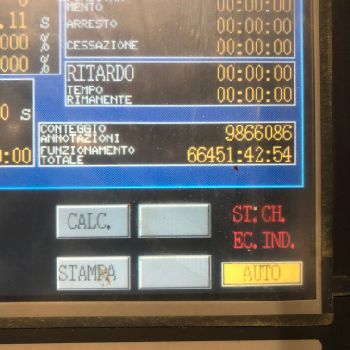 MENTO 00:00:00
.11 S
ARRESTO 00:00:00
000 %
CESSAZIONE 00:00:00
0 %
RITARDO 00:00:00
TEMPO
RIMANENTE 00:00:00
0 S
CONTEGGIO
ANNOTAZIONI 9866086
FUNZIONAMENTO
TOTALE 66451:42:54
:00
CALC. ST. CH.
EC. IND.
STAMPA AUTO